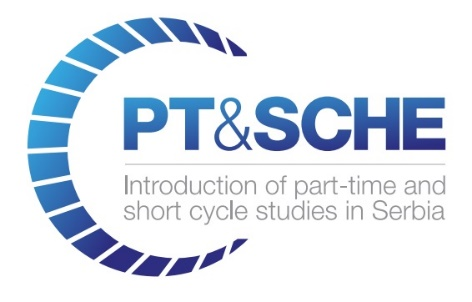 PT&SCHE
Introduction of part-time and
short cycle studies in Serbia